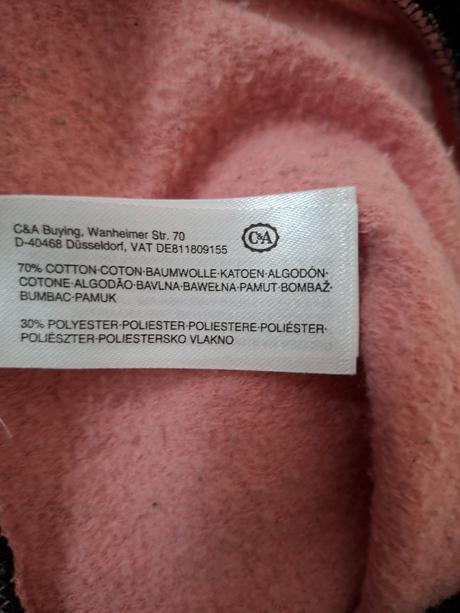 C&A Buying, Wanheimer Str. 70
D-40468 Düsseldorf, VAT DE811809155
C&A
70% COTTON·COTON·BAUMWOLLE·KATOEN·ALGODÓN·
COTONE·ALGODÃO·BAVLNA·BAWEŁNA·PAMUT·BOMBAŽ·
BUMBAC·PAMUK
30% POLYESTER·POLIESTER·POLIESTERE·POLIÉSTER·
POLIÉSZTER·POLIESTERSKO VLAKNO